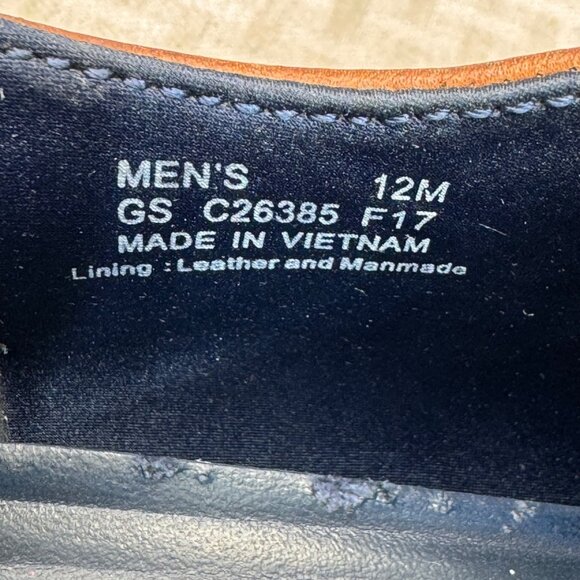 MEN'S 12M
GS C26385 F17
MADE IN VIETNAM
Lining : Leather and Manmade